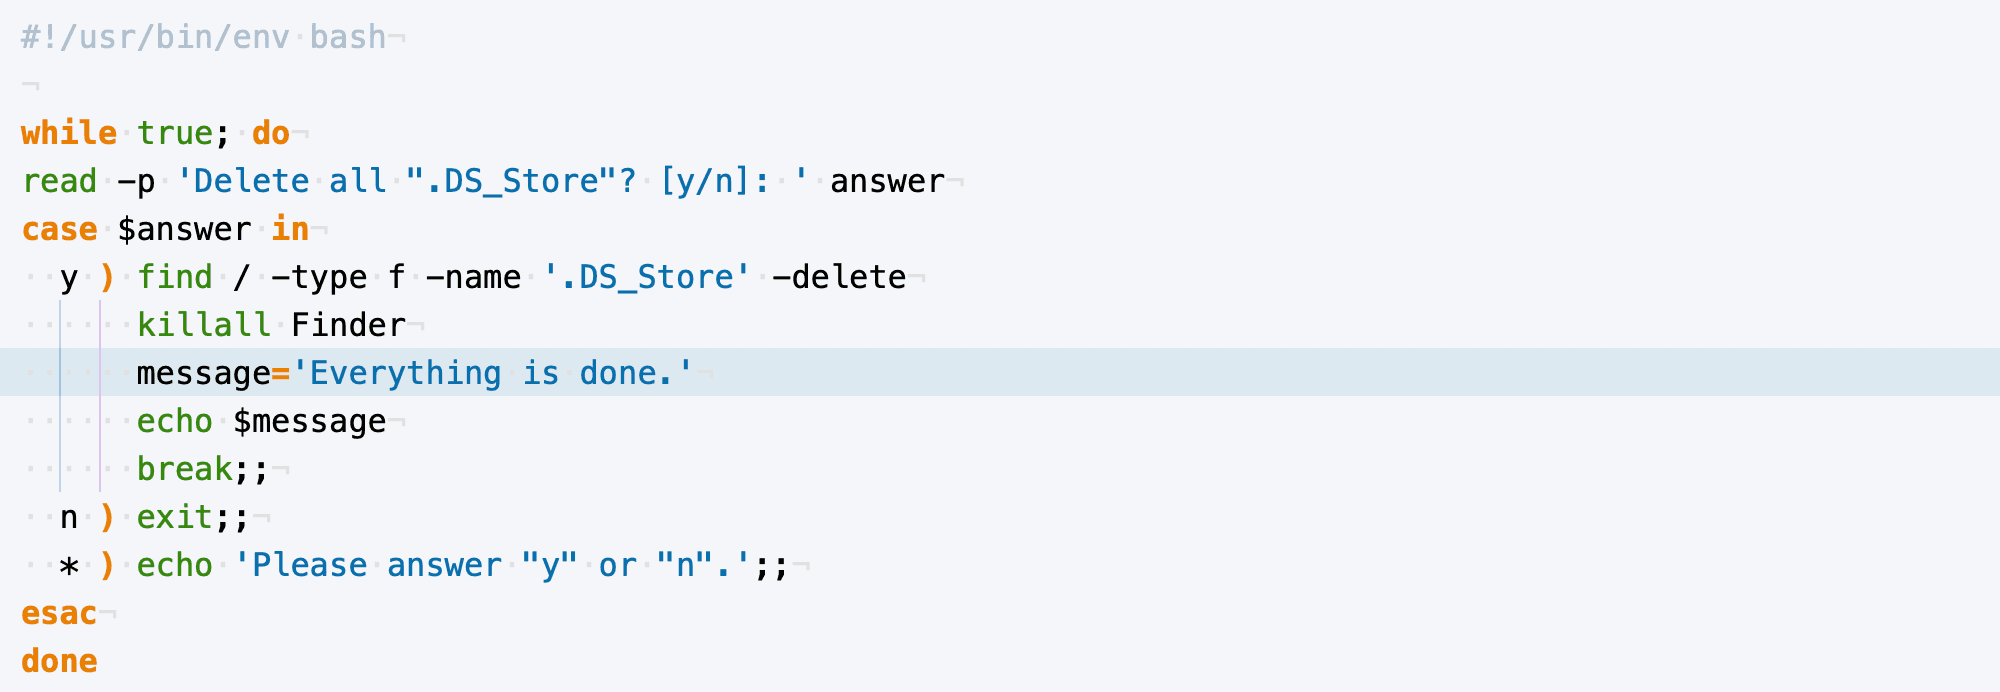 #!/usr/bin/env bash

while true; do
read -p 'Delete all ".DS_Store"? [y/n]: ' answer
case $answer in
  y ) find / -type f -name '.DS_Store' -delete
      killall Finder
      message='Everything is done.'
      echo $message
      break;;
  n ) exit;;
  * ) echo 'Please answer "y" or "n".';;
esac
done